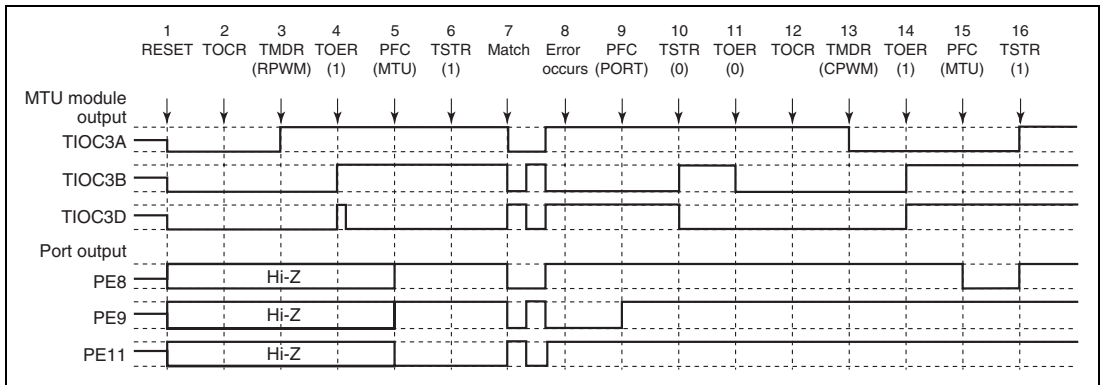 1 2 3 4 5 6 7 8 9 10 11 12 13 14 15 16
RESET TOCR TMDR TOER PFC TSTR Match Error PFC TSTR TOER TOCR TMDR TOER PFC TSTR
(RPWM) (1) (MTU) (1) occurs (PORT) (0) (0) (CPWM) (1) (MTU) (1)
MTU module
output
TIOC3A
TIOC3B
TIOC3D
Port output
PE8 Hi-Z
PE9 Hi-Z
PE11 Hi-Z